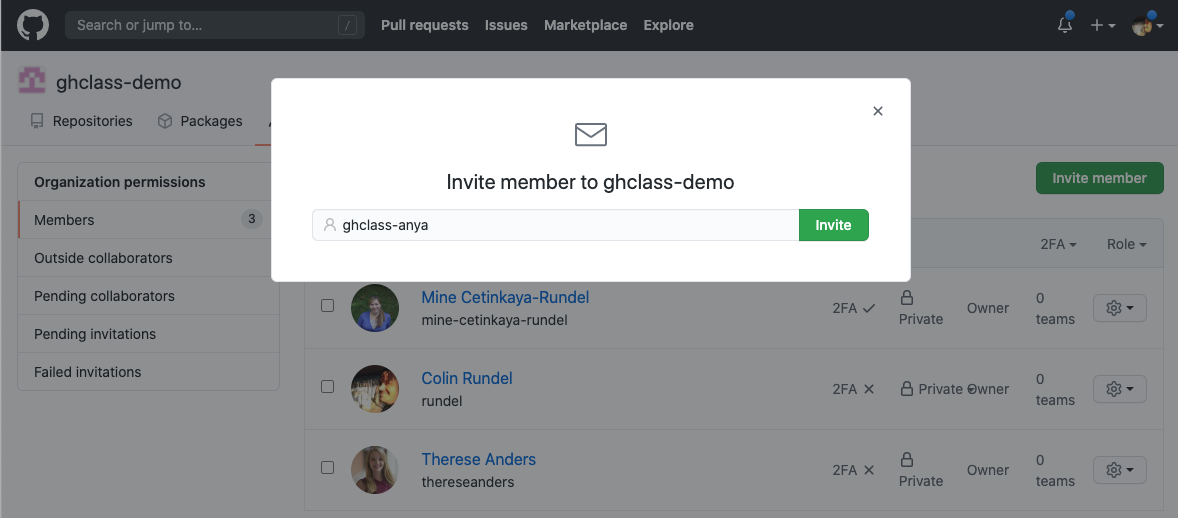 Search or jump to...
/
Pull requests
Issues
Marketplace
Explore
ghclass-demo
Repositories
Packages
Invite member to ghclass-demo
ghclass-anya
Invite
Invite member
Organization permissions
Members 3
Outside collaborators
Pending collaborators
Pending invitations
Failed invitations
2FA
Role
Mine Cetinkaya-Rundel
mine-cetinkaya-rundel
2FA
Private
Owner
0
teams
Colin Rundel
rundel
2FA
Private
Owner
0
teams
Therese Anders
thereseanders
2FA
Private
Owner
0
teams